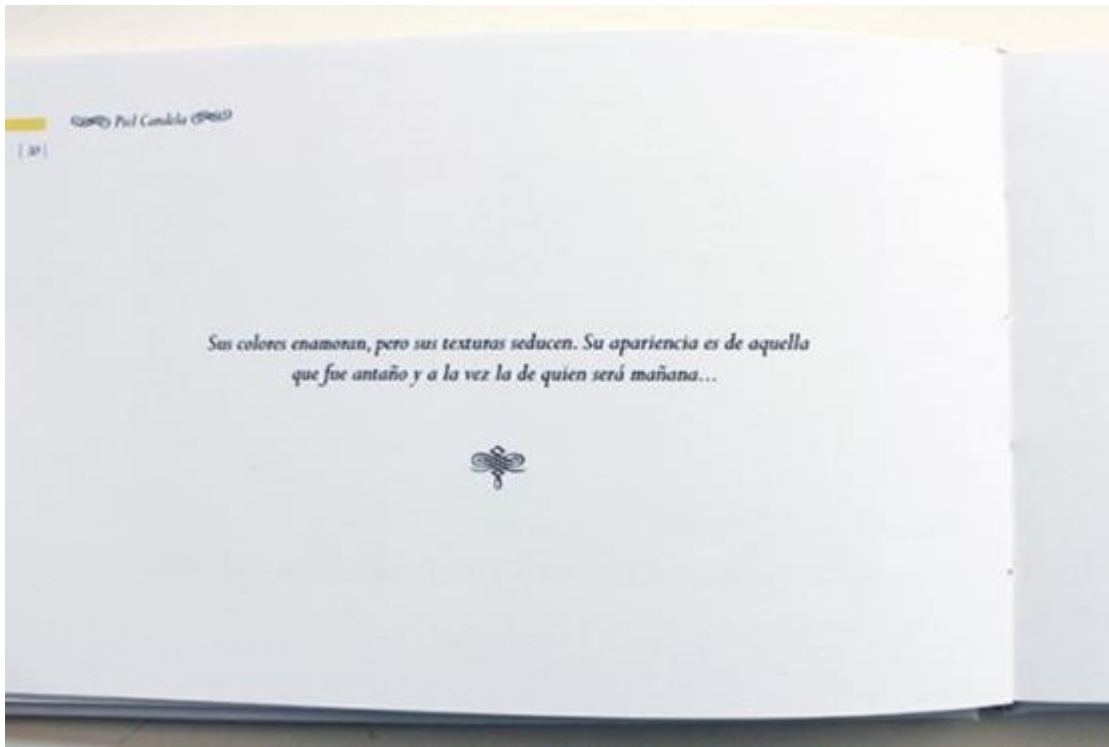 Piel Candela
Sus colores enamoran, pero sus texturas seducen. Su apariencia es de aquella
que fue antaño y a la vez la de quien será mañana...